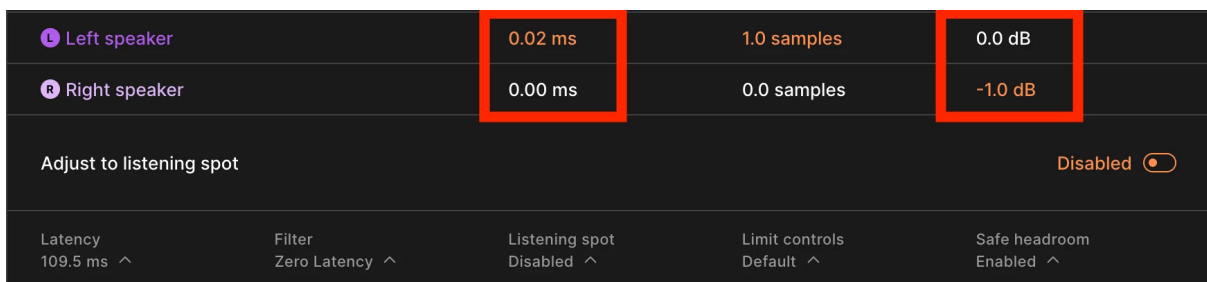 L Left speaker 0.02 ms 1.0 samples 0.0 dB
R Right speaker 0.00 ms 0.0 samples -1.0 dB
Adjust to listening spot Disabled
Latency Filter Listening spot Limit controls Safe headroom
109.5 ms Zero Latency Disabled Default Enabled